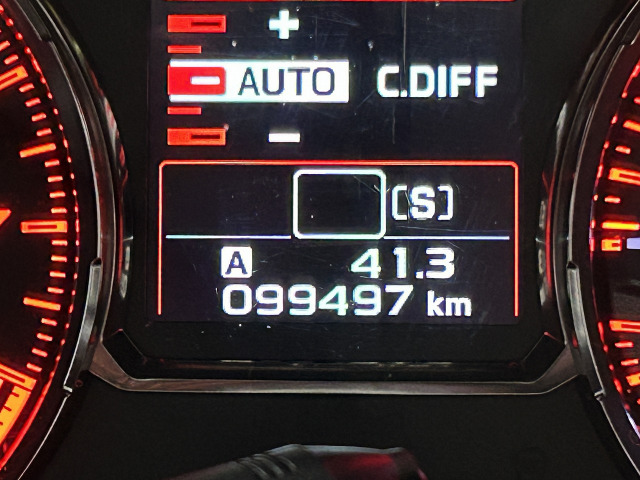 +
AUTO C.DIFF
-
[S]
A 41.3
099497 km